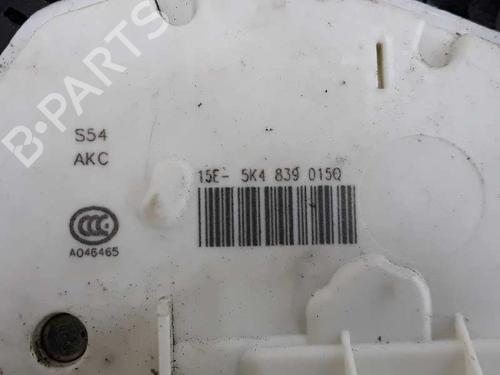 B-PARTS
S54
AKC
15E- 5K4 839 015Q
CCC
A046465